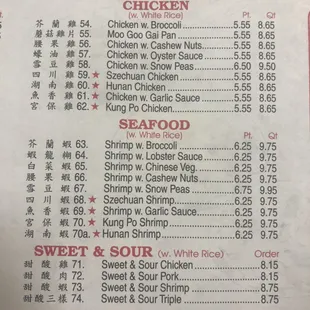 CHICKEN
(w. White Rice) Pt. Qt
芥蘭雞 54. Chicken w. Broccoli 5.55 8.65
蘑菇雞片 55. Moo Goo Gai Pan 5.55 8.65
腰果雞 56. Chicken w. Cashew Nuts 5.55 8.65
蠔油雞 57. Chicken w. Oyster Sauce 5.55 8.65
雪豆雞 58. Chicken w. Snow Peas 6.50 9.50
四川雞 59. ★ Szechuan Chicken 5.55 8.65
湖南雞 60. ★ Hunan Chicken 5.55 8.65
魚香雞 61. ★ Chicken w. Garlic Sauce 5.55 8.65
宮保雞 62. ★ Kung Po Chicken 5.55 8.65
SEAFOOD
(w. White Rice) Pt. Qt.
芥蘭蝦 63. Shrimp w. Broccoli 6.25 9.75
蝦龍糊 64. Shrimp w. Lobster Sauce 6.25 9.75
白菜蝦 65. Shrimp w. Chinese Veg. 6.25 9.75
腰果蝦 66. Shrimp w. Cashew Nuts 6.25 9.75
雪豆蝦 67. Shrimp w. Snow Peas 6.75 9.95
四川蝦 68. ★ Szechuan Shrimp 6.25 9.75
魚香蝦 69. ★ Shrimp w. Garlic Sauce 6.25 9.75
宮保蝦 70. ★ Kung Po Shrimp 6.25 9.75
湖南蝦 70a. ★ Hunan Shrimp 6.25 9.75
SWEET & SOUR (w. White Rice) Order
甜酸雞 71. Sweet & Sour Chicken 8.15
甜酸肉 72. Sweet & Sour Pork 8.15
甜酸蝦 73. Sweet & Sour Shrimp 8.15
甜酸三樣 74. Sweet & Sour Triple 8.75